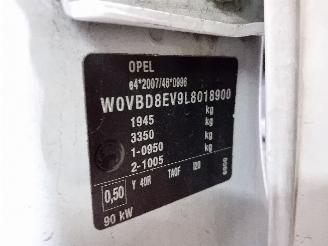 OPEL
e4*2007/46*0996
W0VBD8EV9L8018900
1945 kg
3350 kg
1-0950 kg
2-1005 kg
0,50 Y 40R TAOF
90 kW